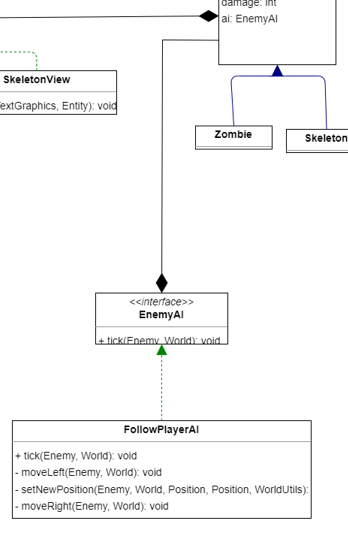 damage: int
ai: EnemyAI
SkeletonView
extGraphics, Entity): void
Zombie
Skeleton
<<interface>>
EnemyAI
+ tick(Enemy, World): void
FollowPlayerAI
+ tick(Enemy, World): void
- moveLeft(Enemy, World): void
- setNewPosition(Enemy, World, Position, Position, WorldUtils):
- moveRight(Enemy, World): void